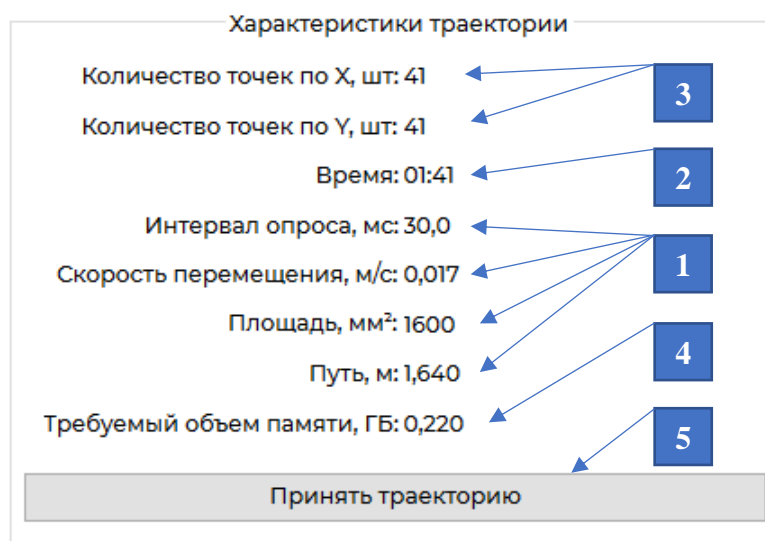 Характеристики траектории
Количество точек по X, шт: 41
3
Количество точек по Y, шт: 41
Время: 01:41
2
Интервал опроса, мс: 30,0
1
Скорость перемещения, м/с: 0,017
Площадь, мм²: 1600
4
Путь, м: 1,640
Требуемый объем памяти, ГБ: 0,220
5
Принять траекторию